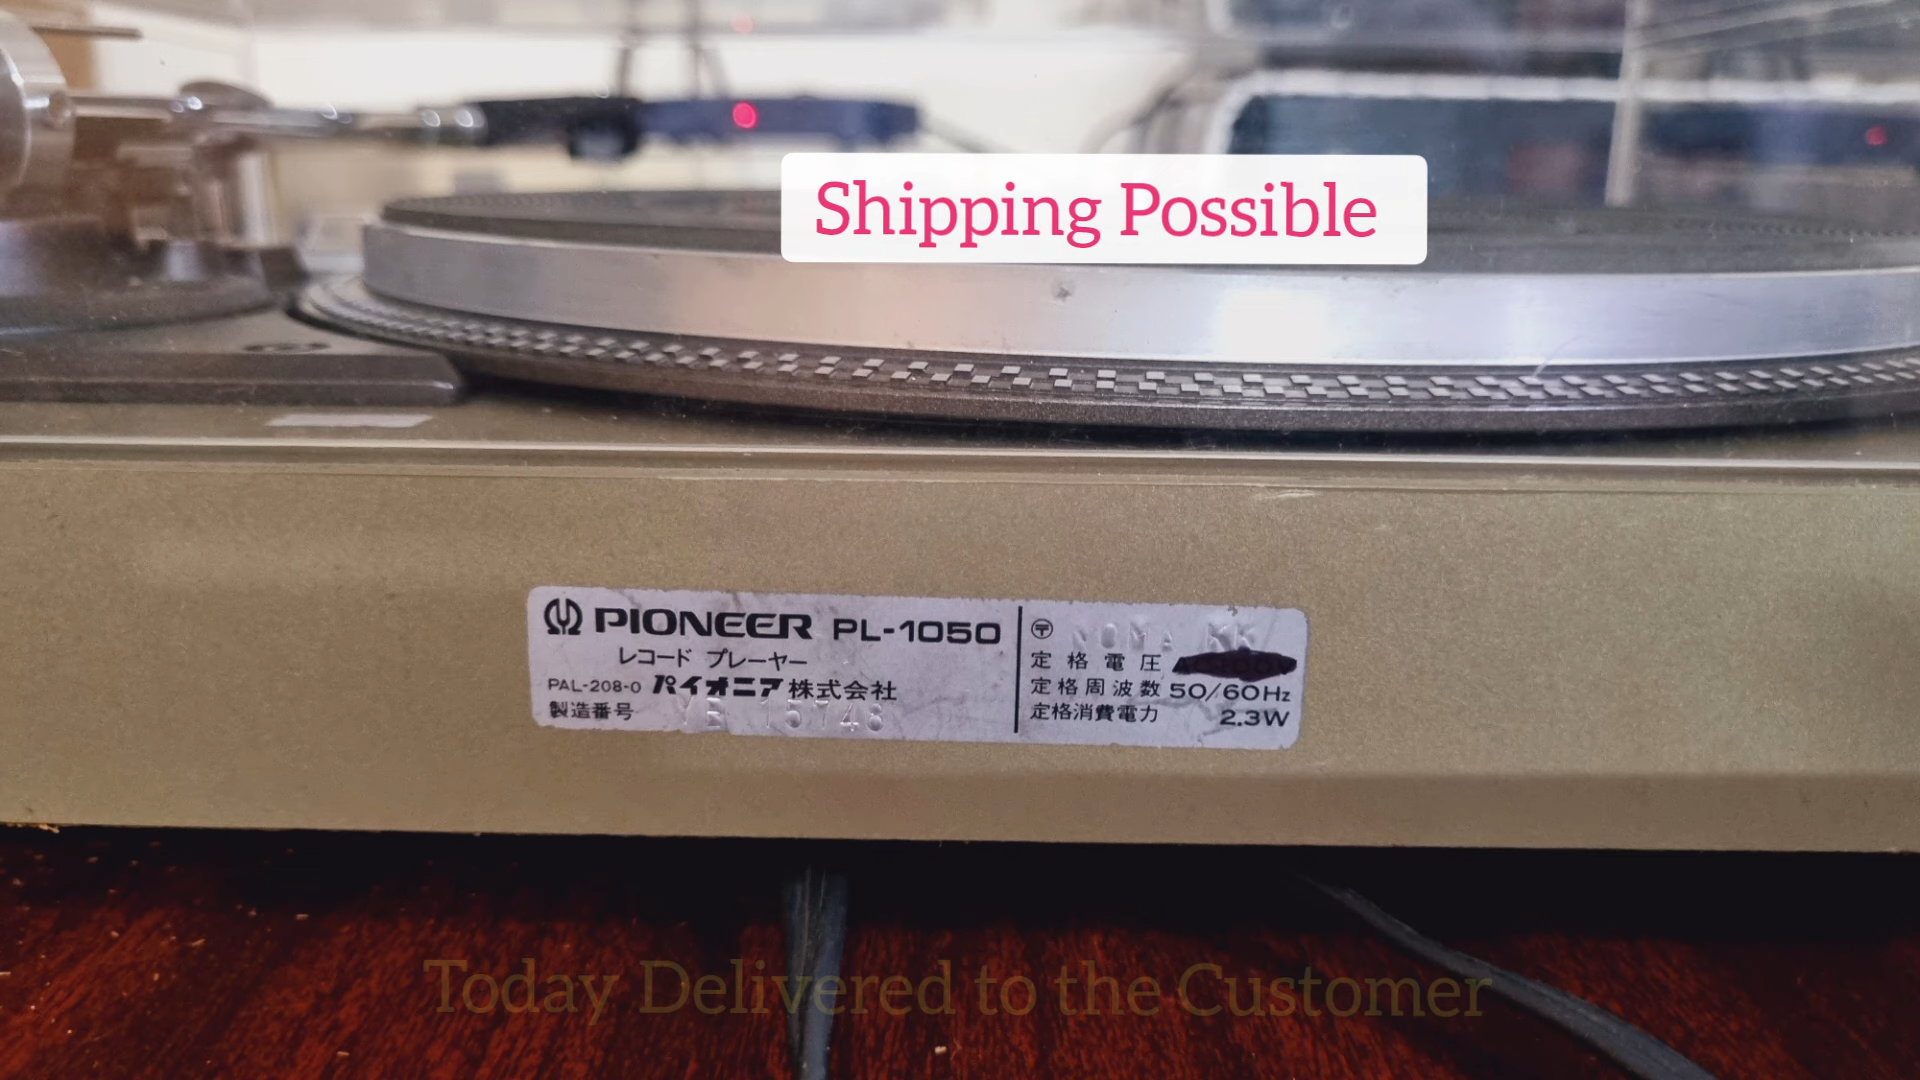 Shipping Possible
PIONEER PL-1050
レコード プレーヤー
PAL-208-0 パイオニア株式会社
製造番号 YE 15748
〒
定格電圧
定格周波数 50/60Hz
定格消費電力 2.3W
Today Delivered to the Customer